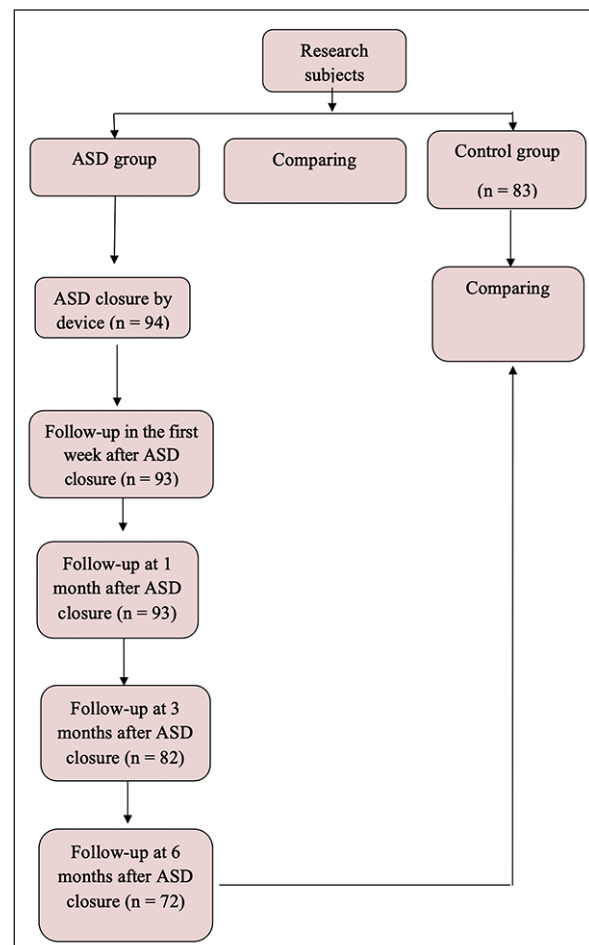 Research
subjects
ASD group
Comparing
Control group
(n = 83)
ASD closure by
device (n = 94)
Comparing
Follow-up in the first
week after ASD
closure (n = 93)
Follow-up at 1
month after ASD
closure (n = 93)
Follow-up at 3
months after ASD
closure (n = 82)
Follow-up at 6
months after ASD
closure (n = 72)